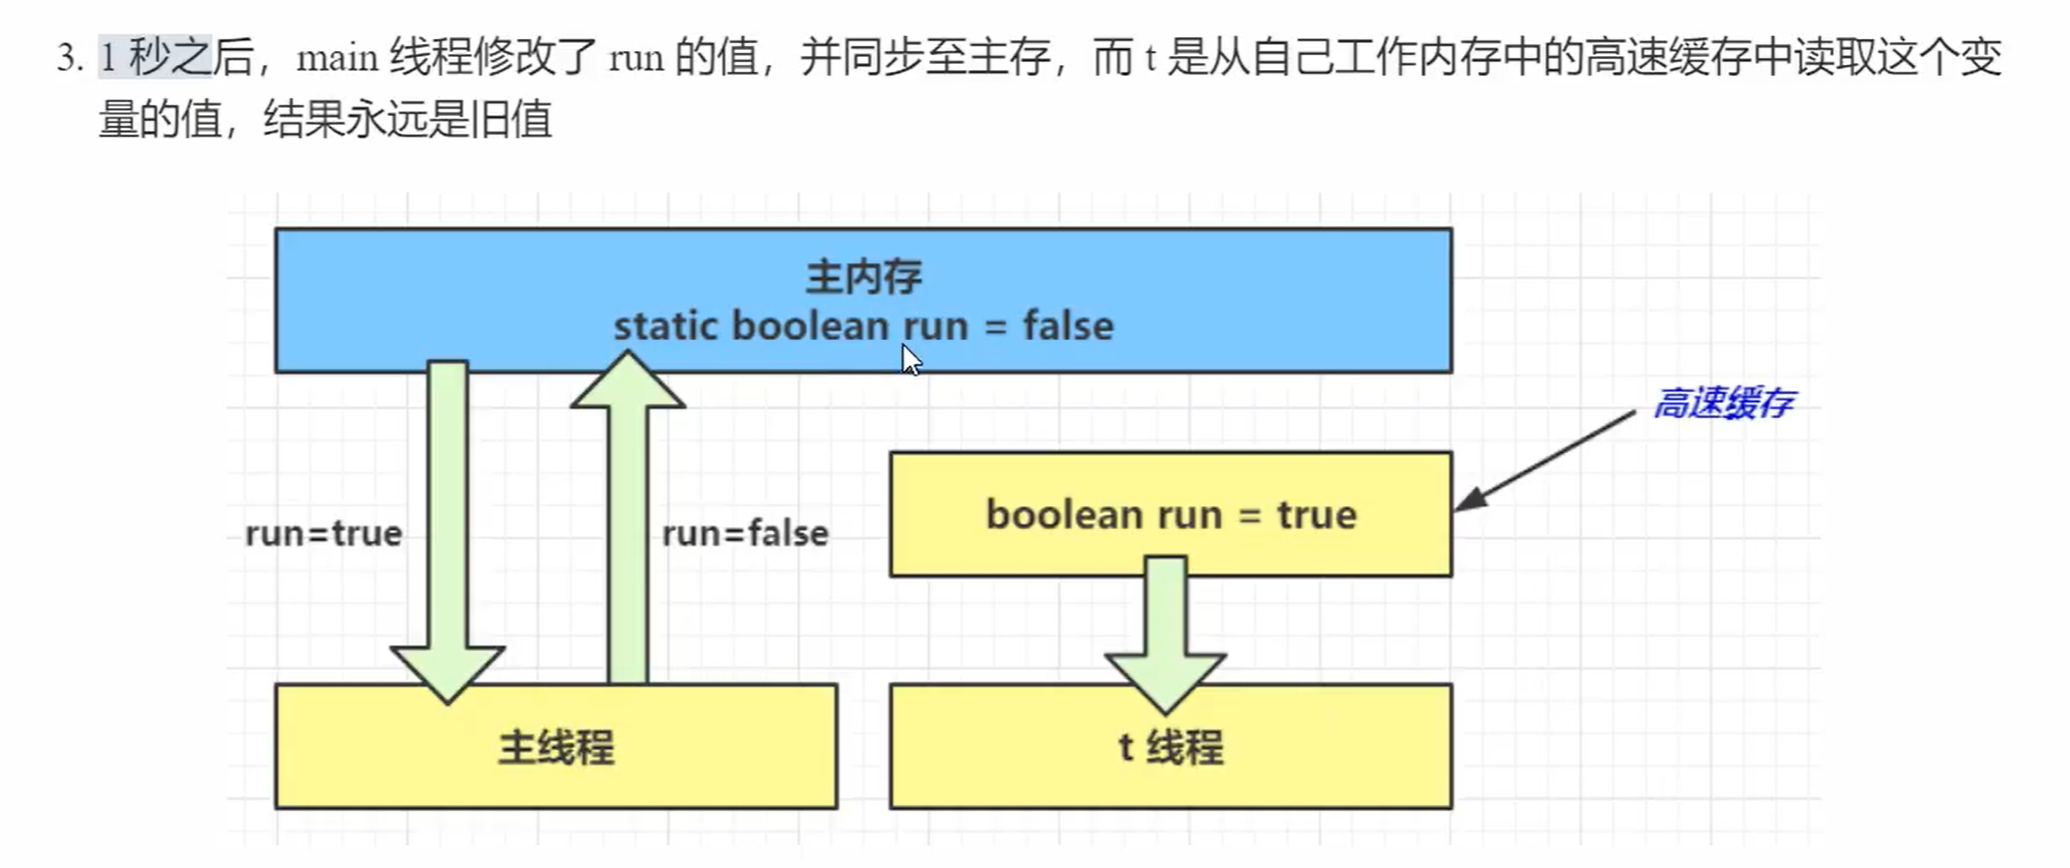 3. 1 秒之后，main 线程修改了 run 的值，并同步至主存，而 t 是从自己工作内存中的高速缓存中读取这个变
量的值，结果永远是旧值
主内存
static boolean run = false
高速缓存
boolean run = true
run=true
run=false
主线程
t 线程